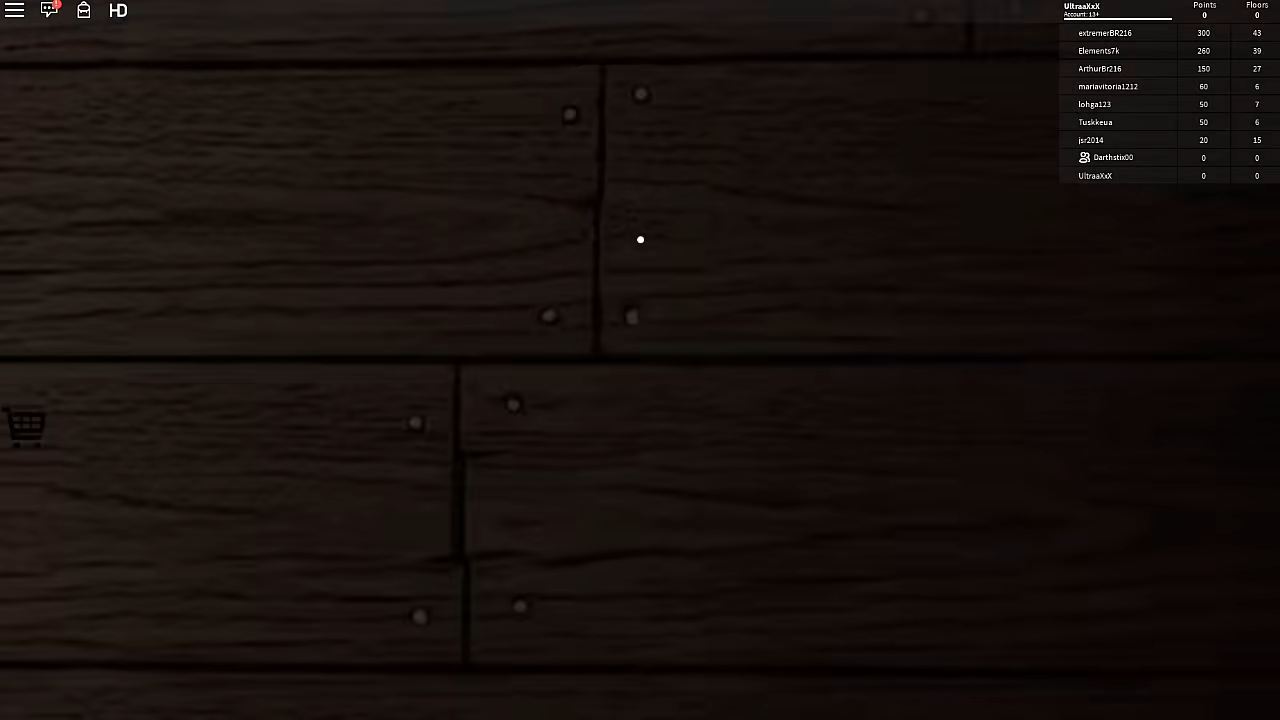 HD
UltraaXxX Points Floors
Account: 13+ 0 0
extremerBR216 300 43
Elements7k 260 39
ArthurBr216 150 27
mariavitoria1212 60 6
lohga123 50 7
Tuskkeua 50 6
jsr2014 20 15
Darthstix00 0 0
UltraaXxX 0 0